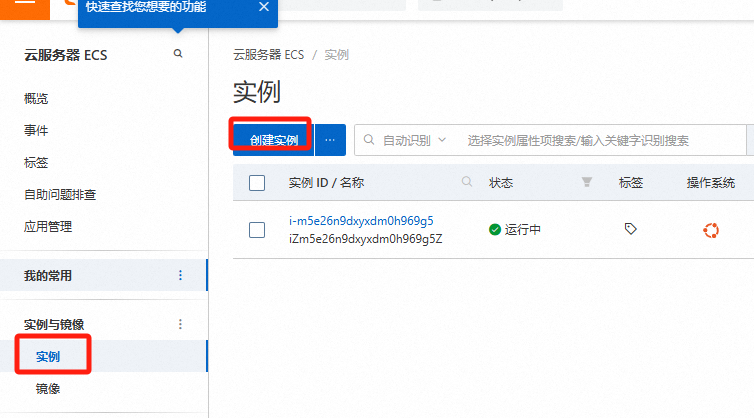 快速查找您想要的功能
云服务器 ECS
概览
事件
标签
自助问题排查
应用管理
我的常用
实例与镜像
实例
镜像
云服务器 ECS / 实例
实例
创建实例 ··· 自动识别 选择实例属性项搜索/输入关键字识别搜索
实例 ID / 名称 状态 标签 操作系统
i-m5e26n9dxyxdm0h969g5
iZm5e26n9dxyxdm0h969g5Z
运行中